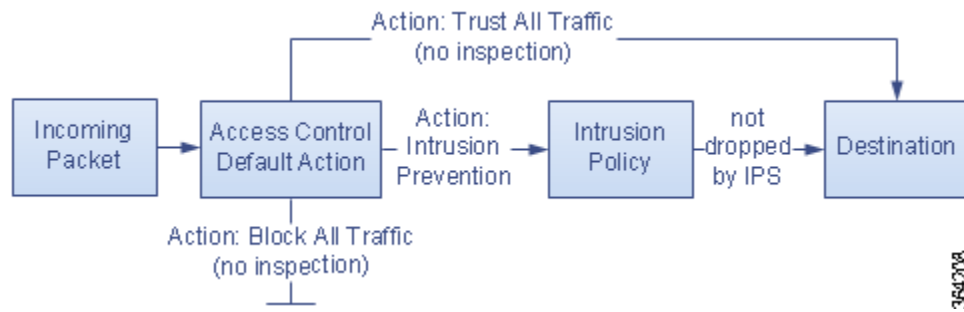 Action: Trust All Traffic
(no inspection)
Incoming
Packet
Access Control
Default Action
Action:
Intrusion
Prevention
Intrusion
Policy
not
dropped
by IPS
Destination
Action: Block All Traffic
(no inspection)